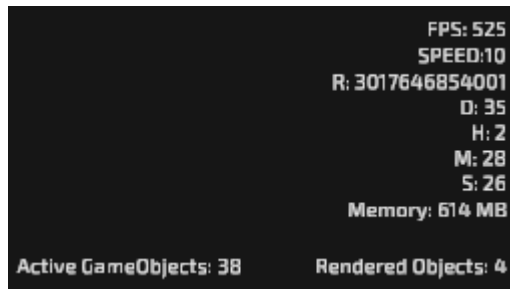 FPS: 525
SPEED:10
R: 3017646854001
D: 35
H: 2
M: 28
S: 26
Memory: 614 MB
Active GameObjects: 38
Rendered Objects: 4